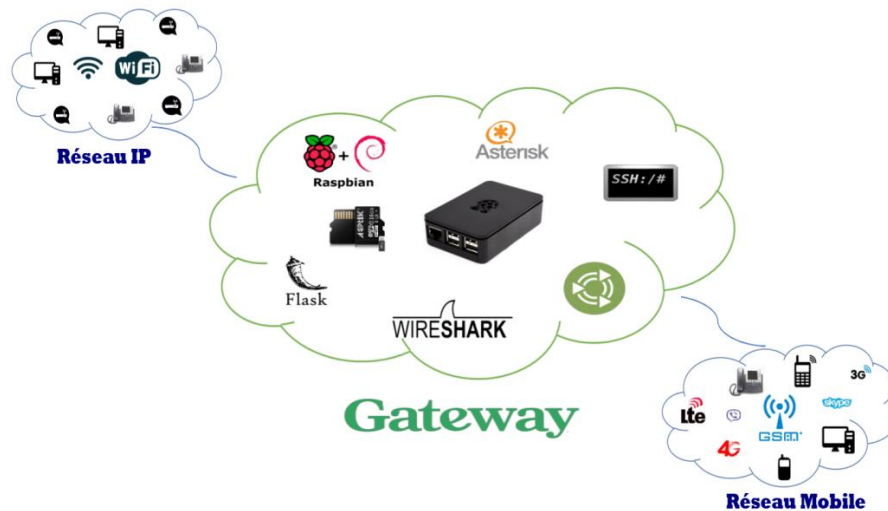 WiFi
Réseau IP
Raspbian
+
Asterisk
SSH:/#
Flask
WIRESHARK
Gateway
3G
Lte
skype
GSM
4G
Réseau Mobile